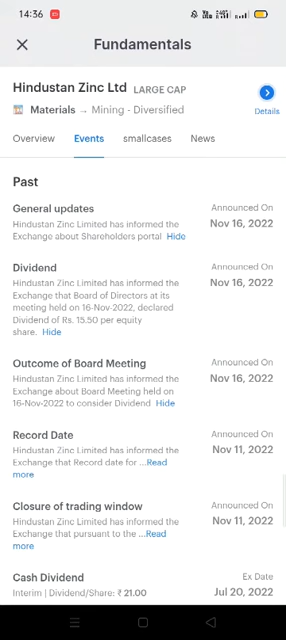 14:36
Fundamentals
Hindustan Zinc Ltd LARGE CAP
Materials → Mining - Diversified
Details
Overview Events smallcases News
Past
General updates
Announced On
Hindustan Zinc Limited has informed the
Nov 16, 2022
Exchange about Shareholders portal Hide
Dividend
Announced On
Hindustan Zinc Limited has informed the
Nov 16, 2022
Exchange that Board of Directors at its
meeting held on 16-Nov-2022, declared
Dividend of Rs. 15.50 per equity
share. Hide
Outcome of Board Meeting
Announced On
Hindustan Zinc Limited has informed the
Nov 16, 2022
Exchange about Board Meeting held on
16-Nov-2022 to consider Dividend Hide
Record Date
Announced On
Hindustan Zinc Limited has informed the
Nov 11, 2022
Exchange that Record date for ...Read
more
Closure of trading window
Announced On
Hindustan Zinc Limited has informed the
Nov 11, 2022
Exchange that pursuant to the ...Read
more
Cash Dividend
Ex Date
Interim | Dividend/Share: ₹ 21.00
Jul 20, 2022